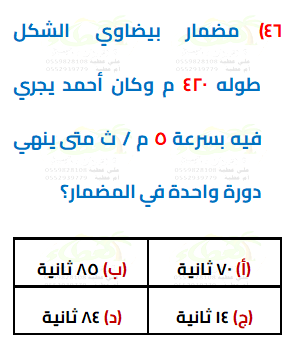 ٤٦) مضمار بيضاوي الشكل
طوله ٤٢٠ م وكان أحمد يجري
فيه بسرعة ٥ م / ث متى ينهي
دورة واحدة في المضمار؟
(أ) ٧٠ ثانية (ب) ٨٥ ثانية
(ج) ١٤ ثانية (د) ٨٤ ثانية